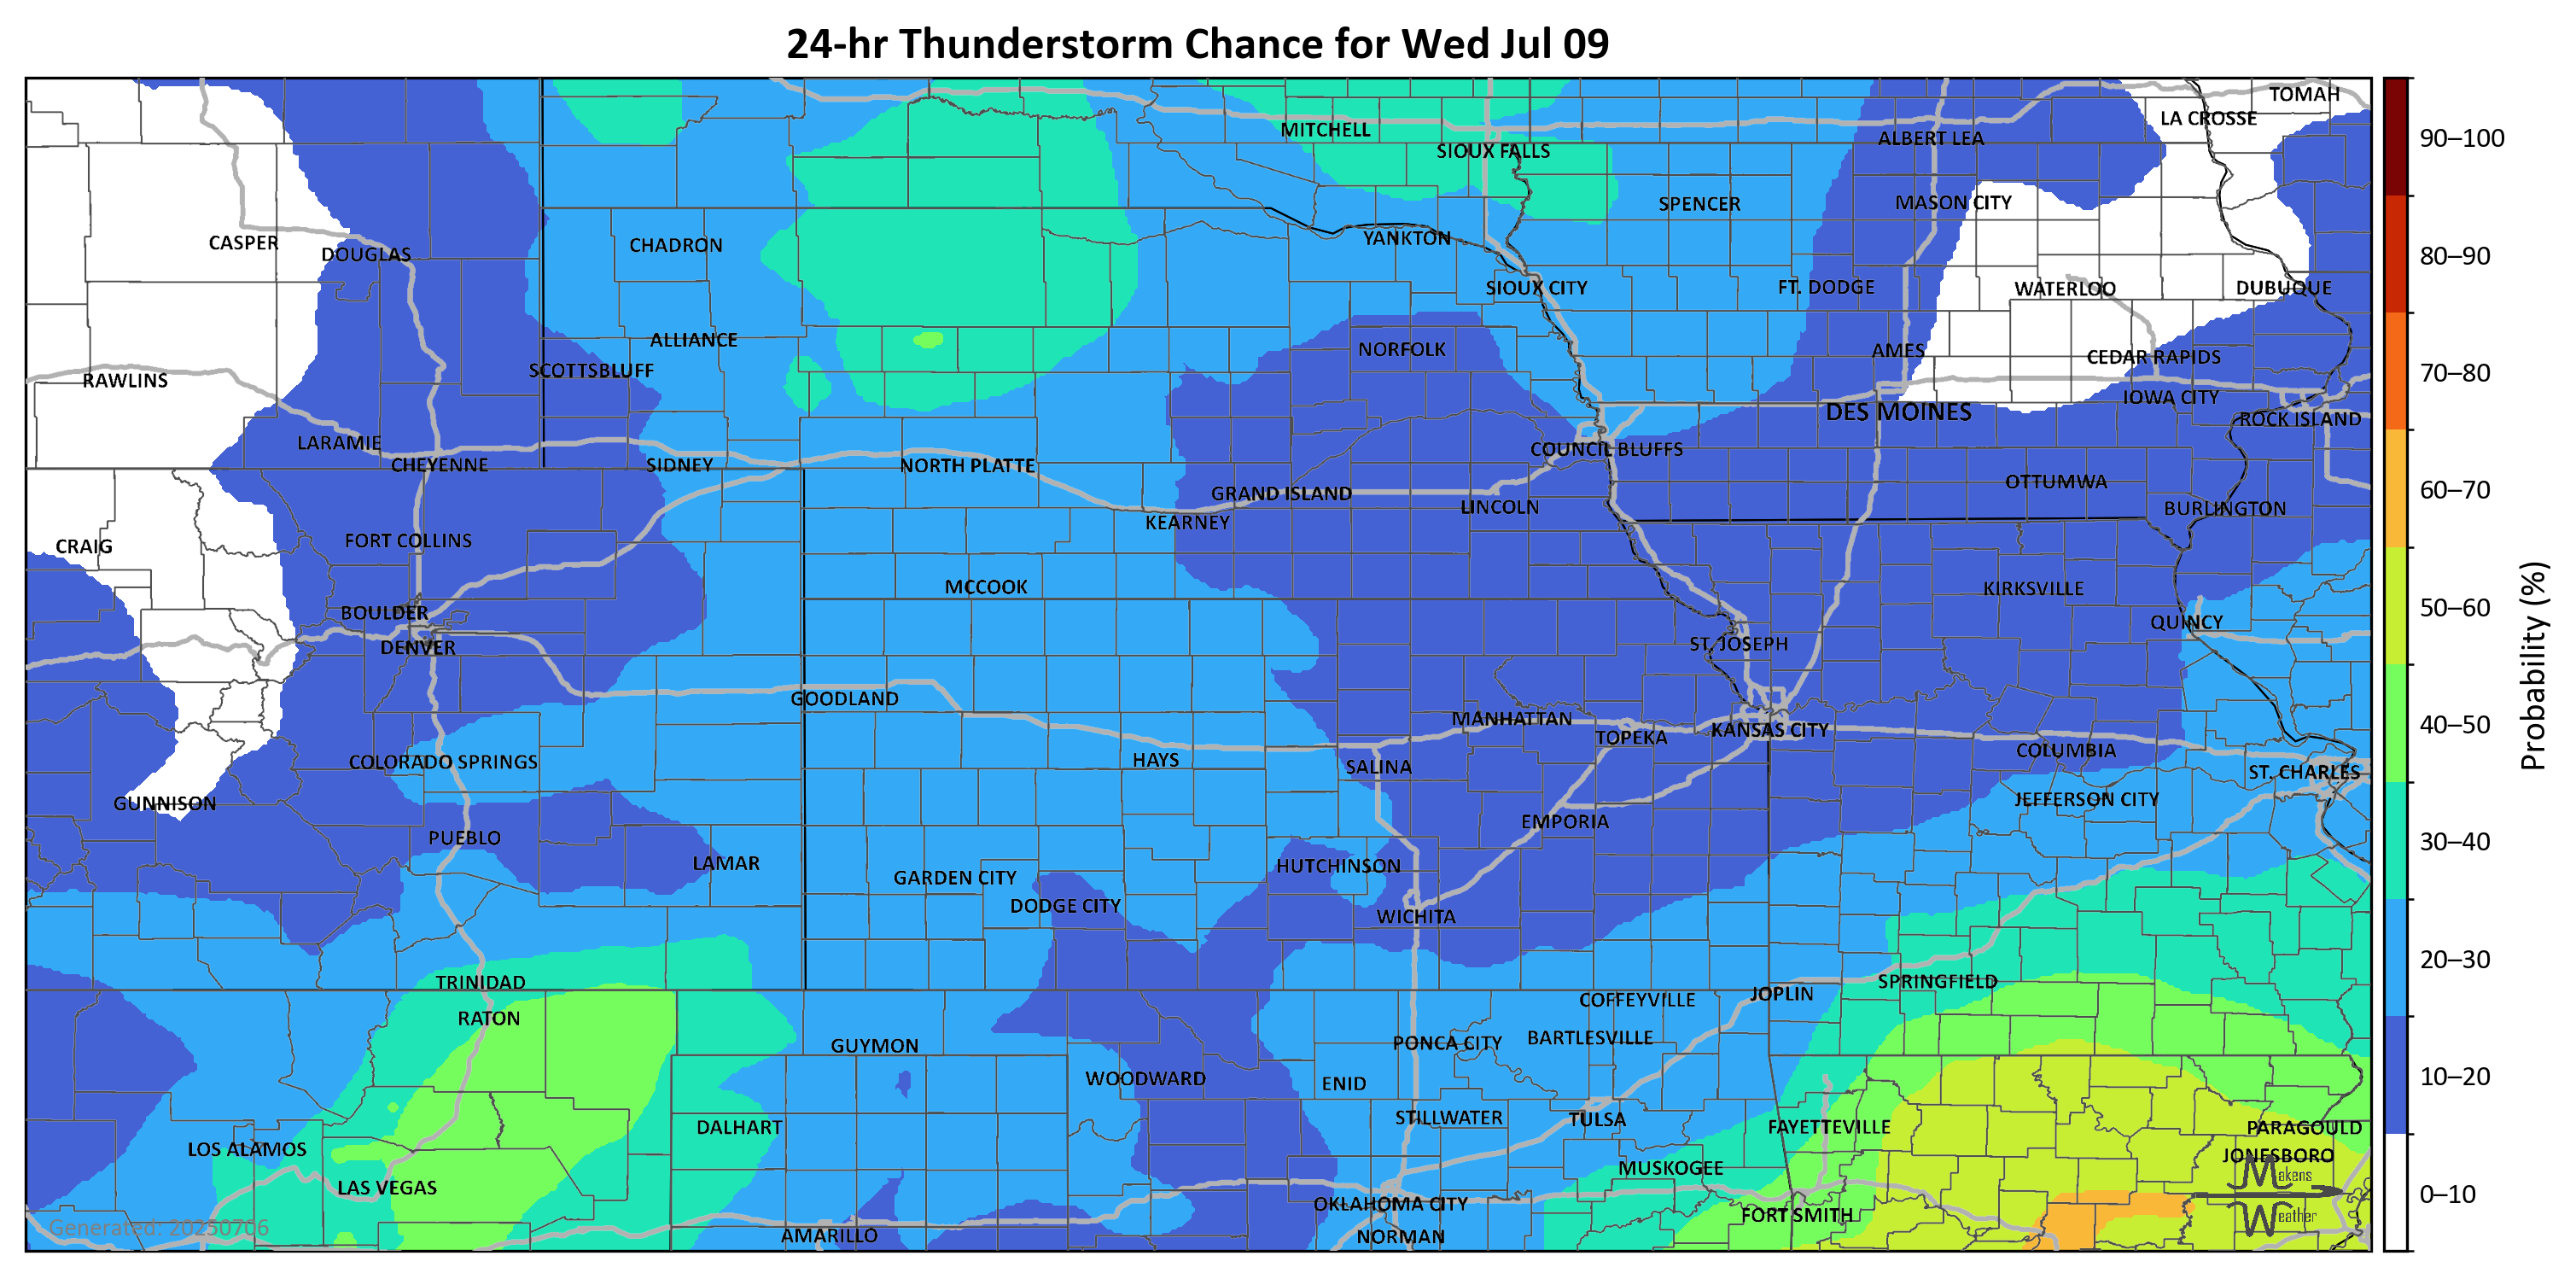 24-hr Thunderstorm Chance for Wed Jul 09
TOMAH
LA CROSSE
MITCHELL
ALBERT LEA
90–100
SIOUX FALLS
SPENCER
MASON CITY
CASPER
DOUGLAS
CHADRON
YANKTON
80–90
SIOUX CITY
FT. DODGE
WATERLOO
DUBUQUE
ALLIANCE
NORFOLK
AMES
CEDAR RAPIDS
SCOTTSBLUFF
70–80
RAWLINS
IOWA CITY
DES MOINES
ROCK ISLAND
LARAMIE
COUNCIL BLUFFS
CHEYENNE
SIDNEY
NORTH PLATTE
OTTUMWA
60–70
GRAND ISLAND
LINCOLN
BURLINGTON
KEARNEY
CRAIG
FORT COLLINS
MCCOOK
KIRKSVILLE
50–60
BOULDER
QUINCY
DENVER
ST. JOSEPH
Probability (%)
GOODLAND
MANHATTAN
TOPEKA
KANSAS CITY
40–50
COLUMBIA
COLORADO SPRINGS
HAYS
SALINA
ST. CHARLES
GUNNISON
JEFFERSON CITY
EMPORIA
PUEBLO
30–40
LAMAR
HUTCHINSON
GARDEN CITY
DODGE CITY
WICHITA
20–30
TRINIDAD
SPRINGFIELD
JOPLIN
COFFEYVILLE
RATON
BARTLESVILLE
GUYMON
PONCA CITY
WOODWARD
ENID
10–20
STILLWATER
TULSA
DALHART
FAYETTEVILLE
PARAGOULD
LOS ALAMOS
JONESBORO
MUSKOGEE
Makens
LAS VEGAS
0–10
OKLAHOMA CITY
FORT SMITH
Weather
Generated: 20250706
AMARILLO
NORMAN